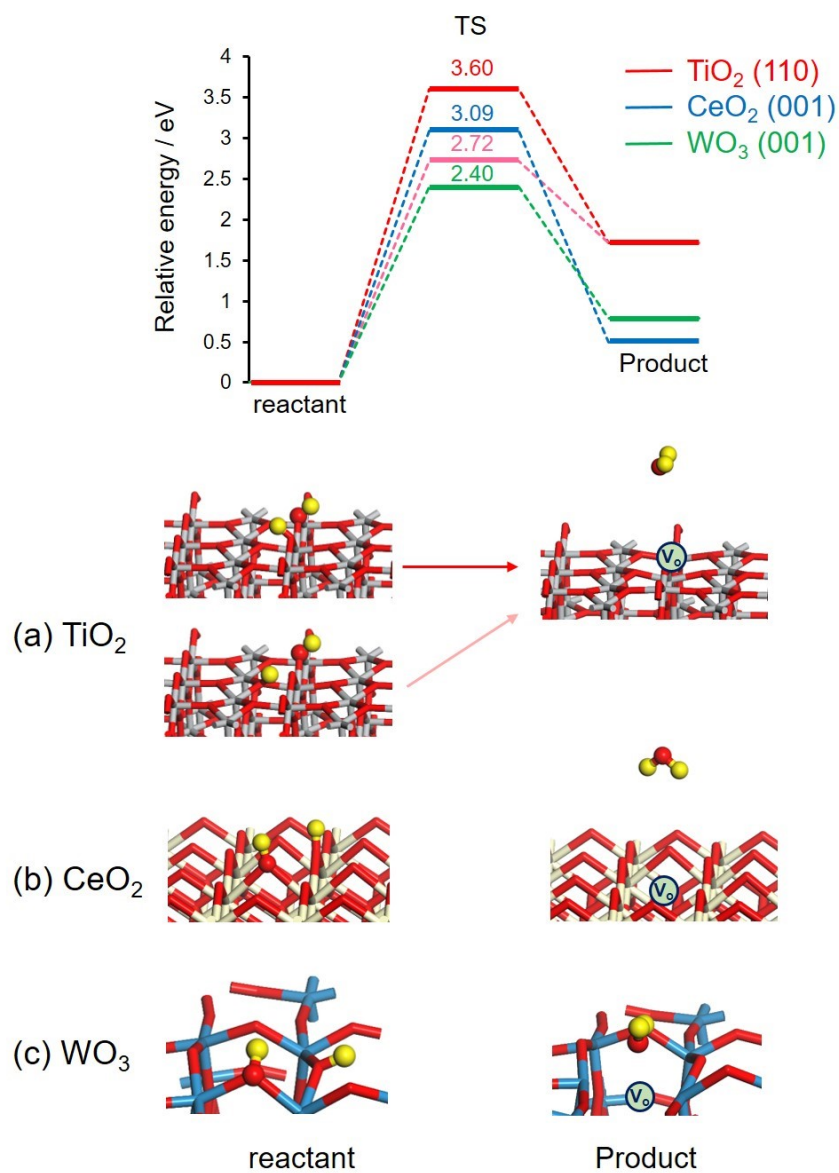 TS
4
3.5
3
2.5
2
1.5
1
0.5
0
Relative energy / eV
3.60
3.09
2.72
2.40
TiO₂ (110)
CeO₂ (001)
WO₃ (001)
reactant
Product
(a) TiO₂
Vₒ
(b) CeO₂
Vₒ
(c) WO₃
Vₒ
reactant Product